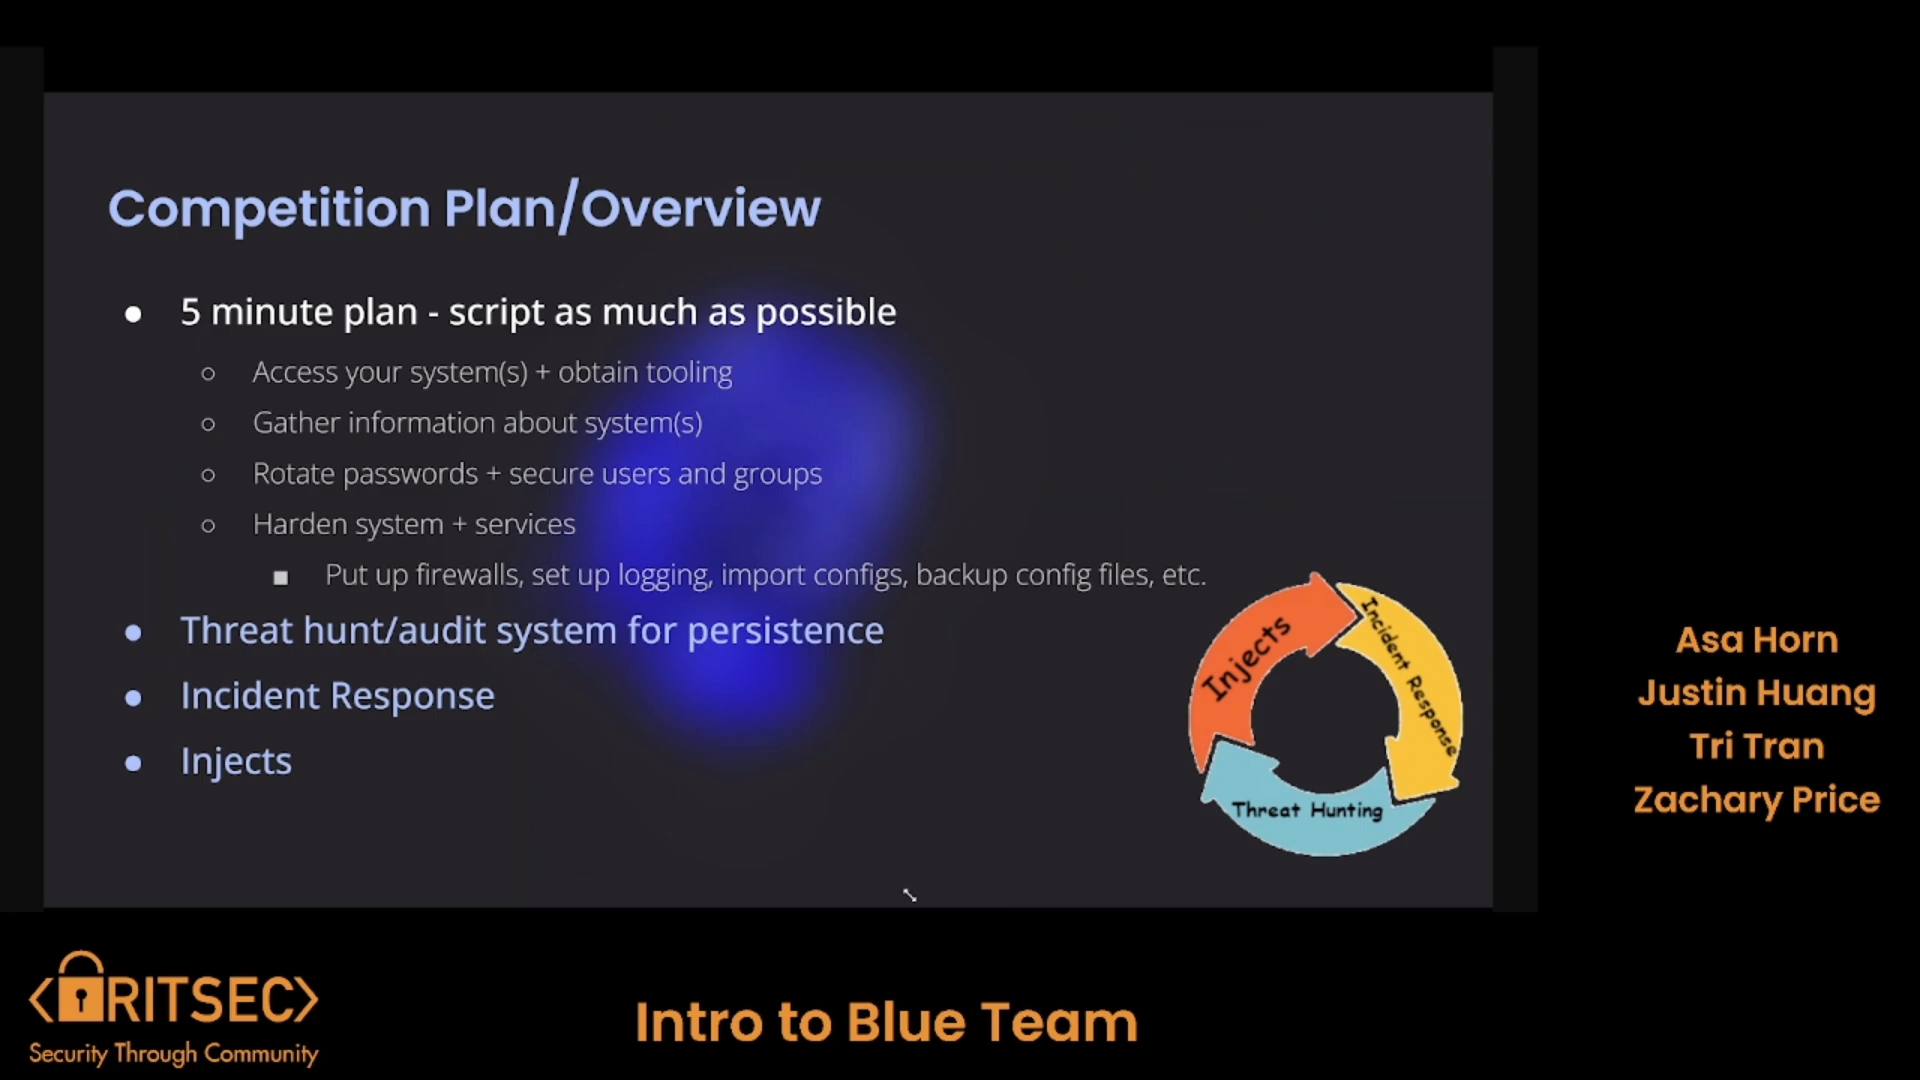 Competition Plan/Overview
● 5 minute plan - script as much as possible
○ Access your system(s) + obtain tooling
○ Gather information about system(s)
○ Rotate passwords + secure users and groups
○ Harden system + services
■ Put up firewalls, set up logging, import configs, backup config files, etc.
● Threat hunt/audit system for persistence
● Incident Response
● Injects
Injects
Incident Response
Threat Hunting
Asa Horn
Justin Huang
Tri Tran
Zachary Price
<RITSEC>
Security Through Community
Intro to Blue Team